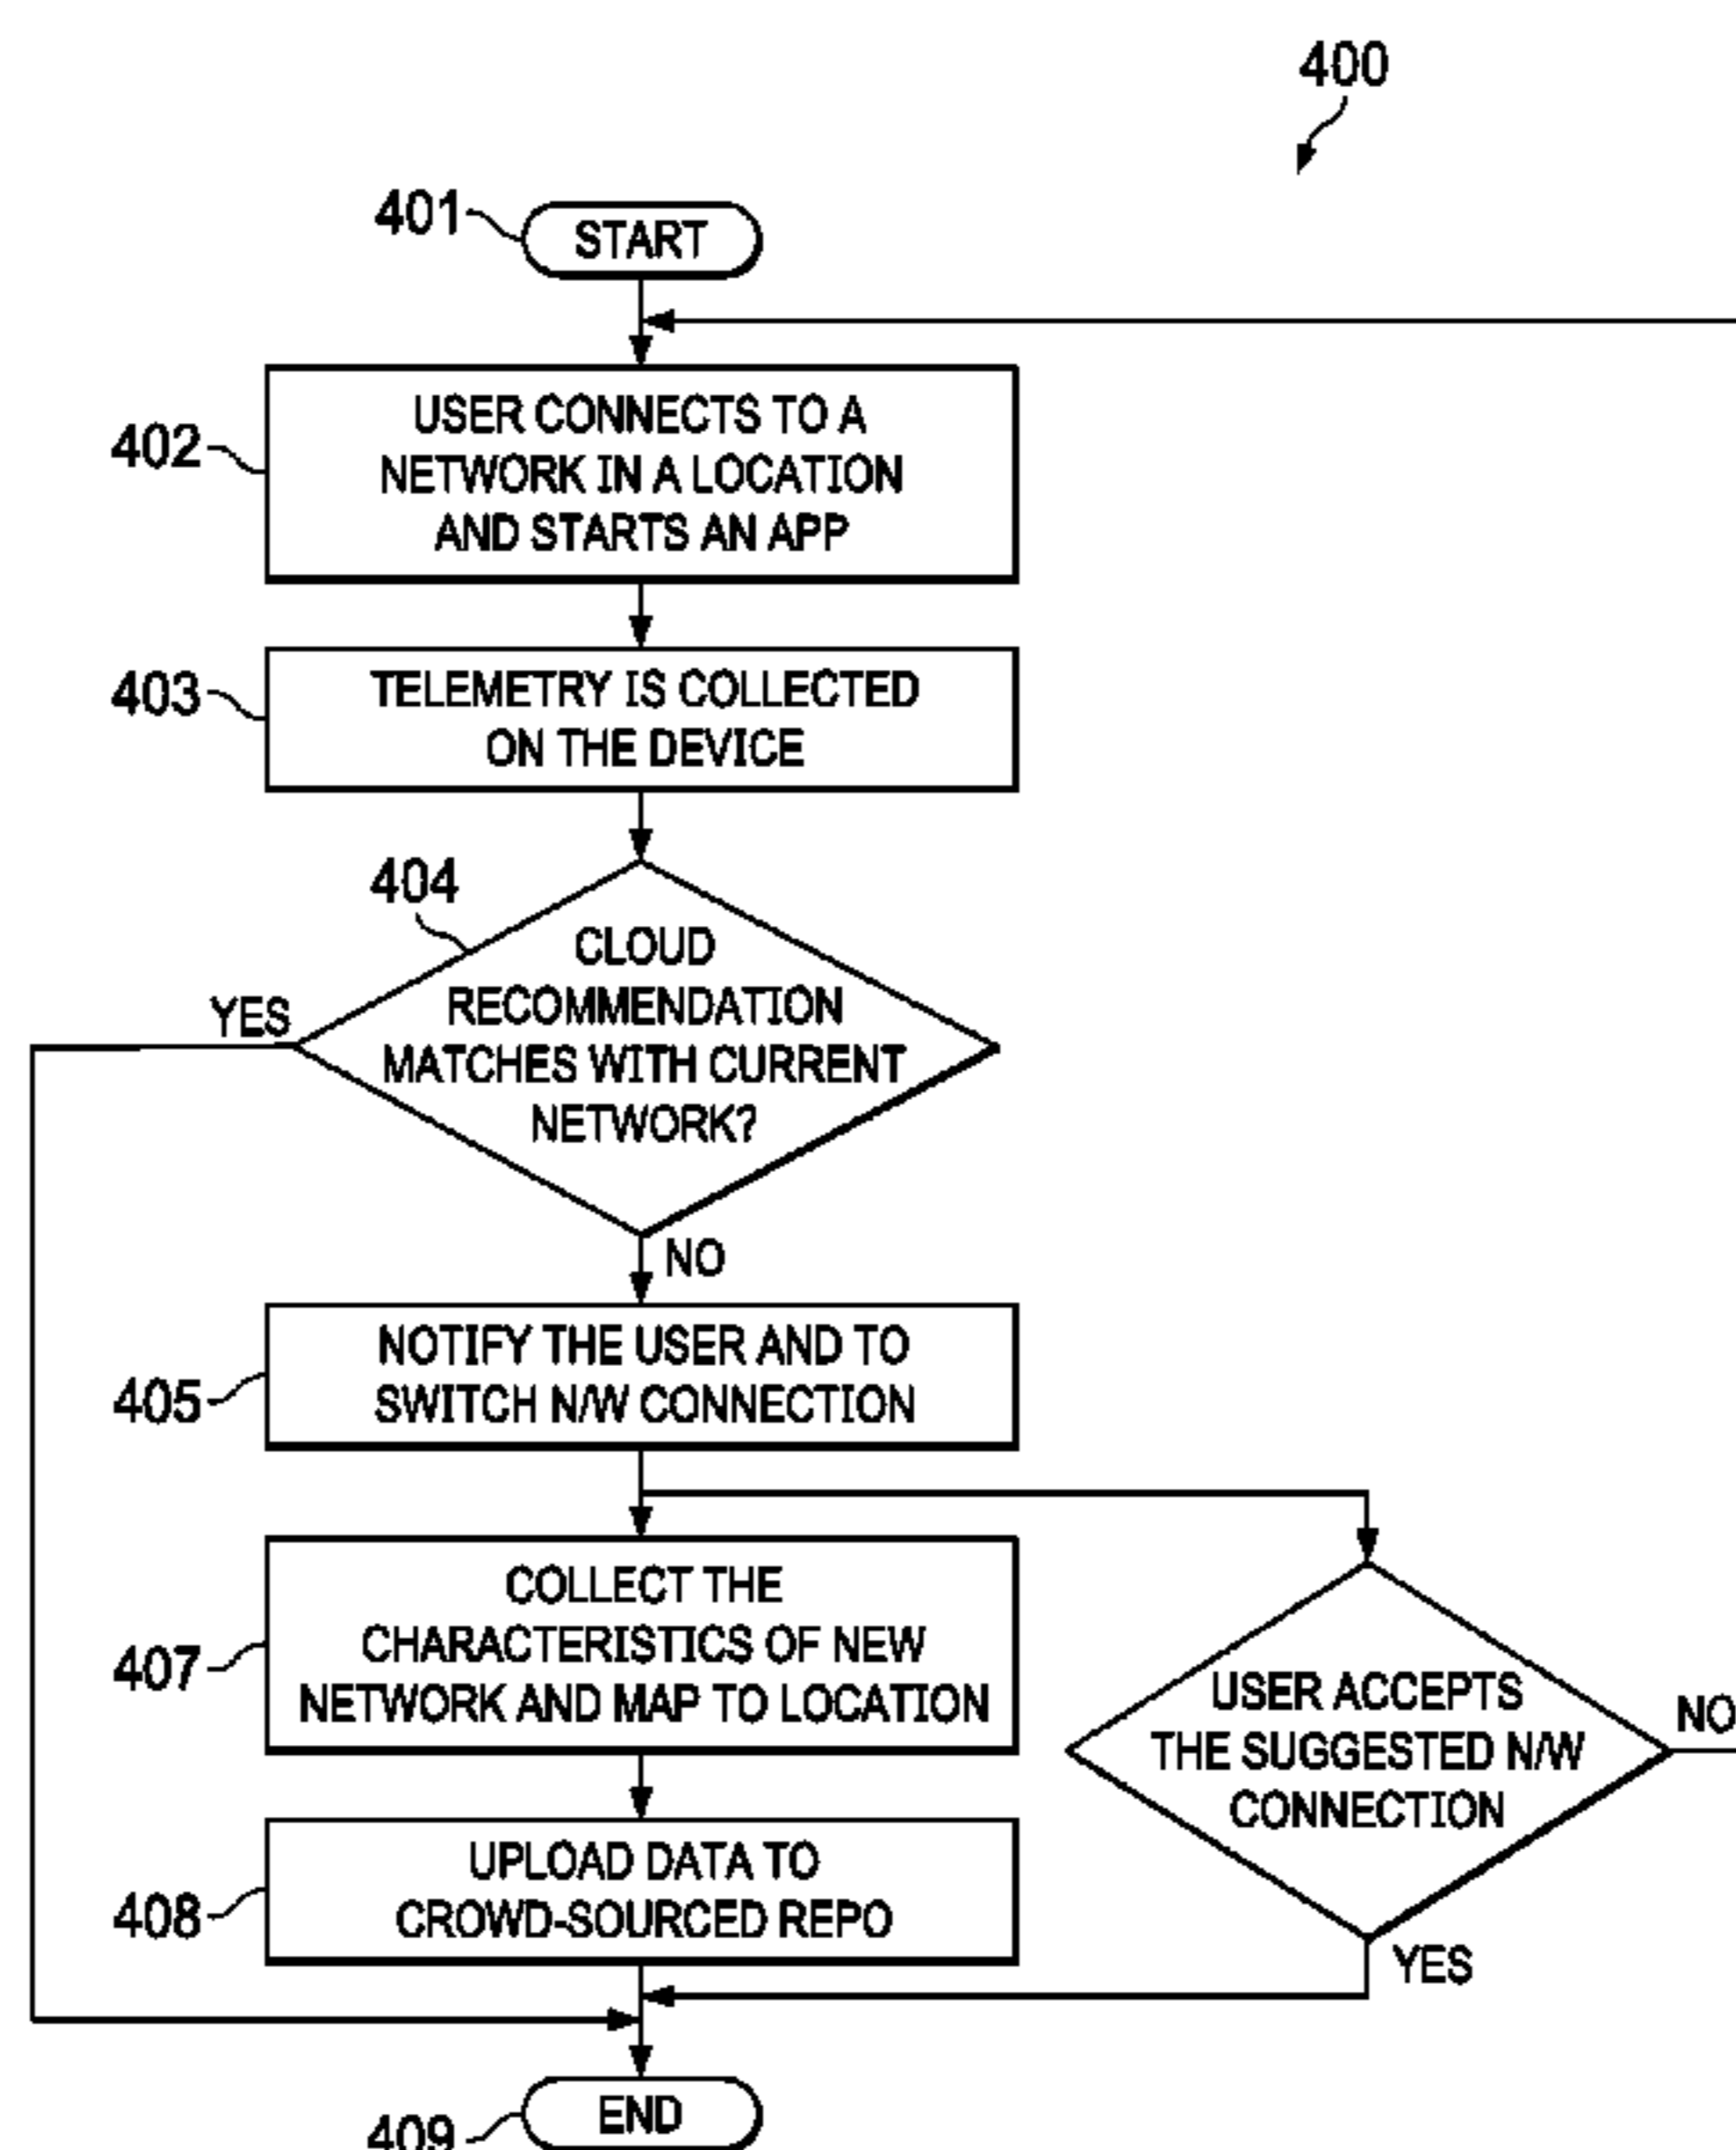 400
401
START
402
USER CONNECTS TO A
NETWORK IN A LOCATION
AND STARTS AN APP
403
TELEMETRY IS COLLECTED
ON THE DEVICE
404
CLOUD
RECOMMENDATION
MATCHES WITH CURRENT
NETWORK?
YES
NO
405
NOTIFY THE USER AND TO
SWITCH N/W CONNECTION
407
COLLECT THE
CHARACTERISTICS OF NEW
NETWORK AND MAP TO LOCATION
USER ACCEPTS
THE SUGGESTED N/W
CONNECTION
NO
YES
408
UPLOAD DATA TO
CROWD-SOURCED REPO
409
END